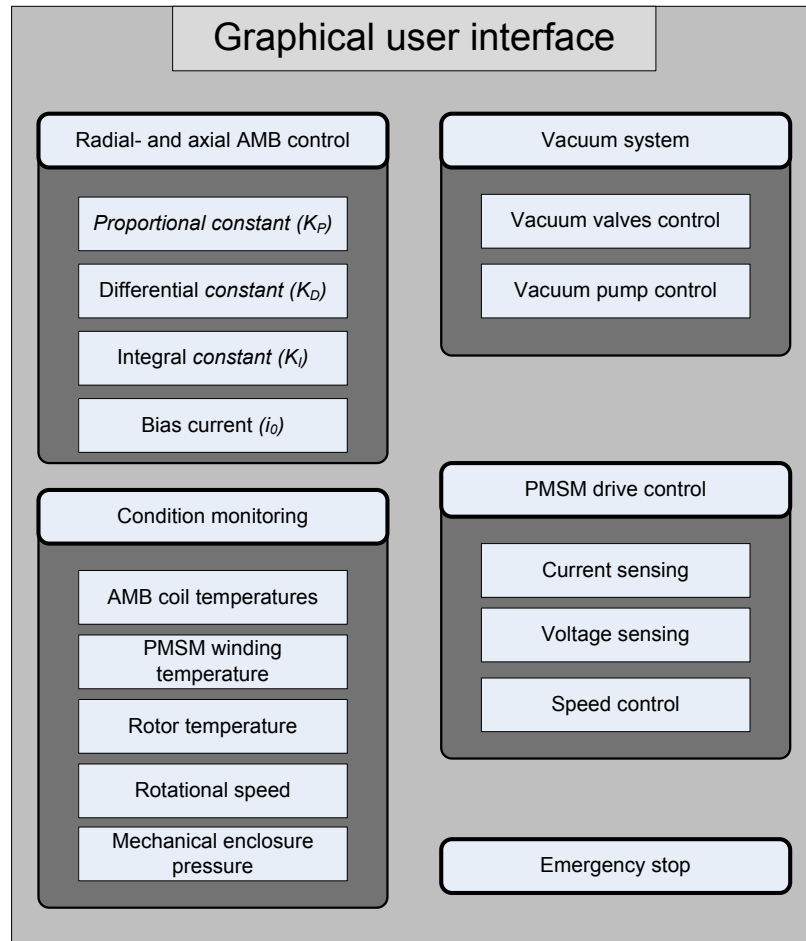 Graphical user interface
Radial- and axial AMB control
Proportional constant (KP)
Differential constant (KD)
Integral constant (KI)
Bias current (i0)
Condition monitoring
AMB coil temperatures
PMSM winding
temperature
Rotor temperature
Rotational speed
Mechanical enclosure
pressure
Vacuum system
Vacuum valves control
Vacuum pump control
PMSM drive control
Current sensing
Voltage sensing
Speed control
Emergency stop